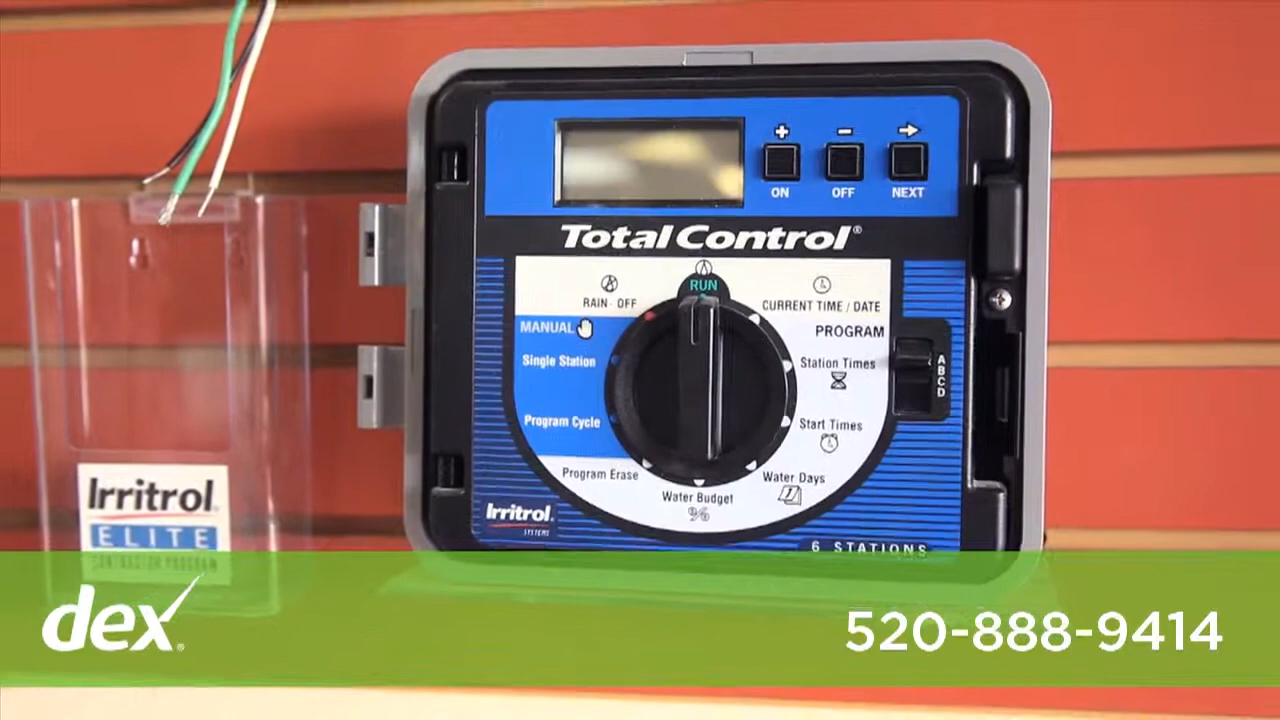 + - →
ON OFF NEXT
Total Control®
RUN
RAIN - OFF
CURRENT TIME / DATE
MANUAL
PROGRAM
Single Station
Station Times
A
B
C
D
Program Cycle
Start Times
Program Erase
Water Days
Water Budget
%
Irritrol
SYSTEMS
6 STATIONS
Irritrol
ELITE
CONTRACTOR PROGRAM
dex®
520-888-9414